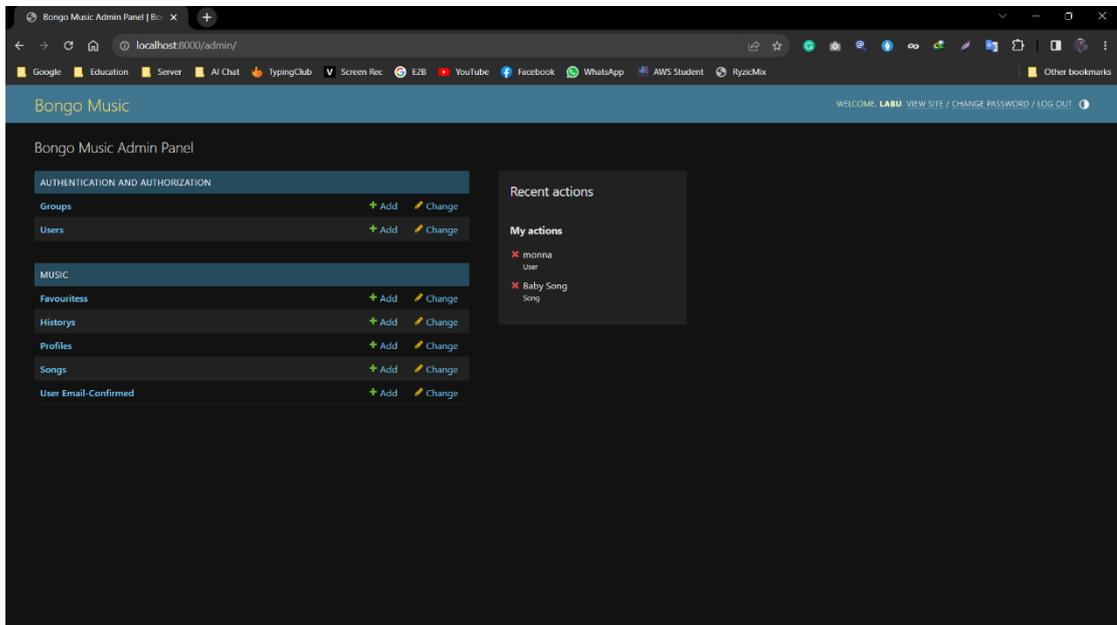 Bongo Music Admin Panel | Bon
localhost:8000/admin/
Google Education Server AI Chat TypingClub Screen Rec E2B YouTube Facebook WhatsApp AWS Student RyzicMix Other bookmarks
Bongo Music
WELCOME, LABU. VIEW SITE / CHANGE PASSWORD / LOG OUT
Bongo Music Admin Panel
AUTHENTICATION AND AUTHORIZATION
Groups Add Change
Users Add Change
MUSIC
Favouritess Add Change
Historys Add Change
Profiles Add Change
Songs Add Change
User Email-Confirmed Add Change
Recent actions
My actions
monna
User
Baby Song
Song